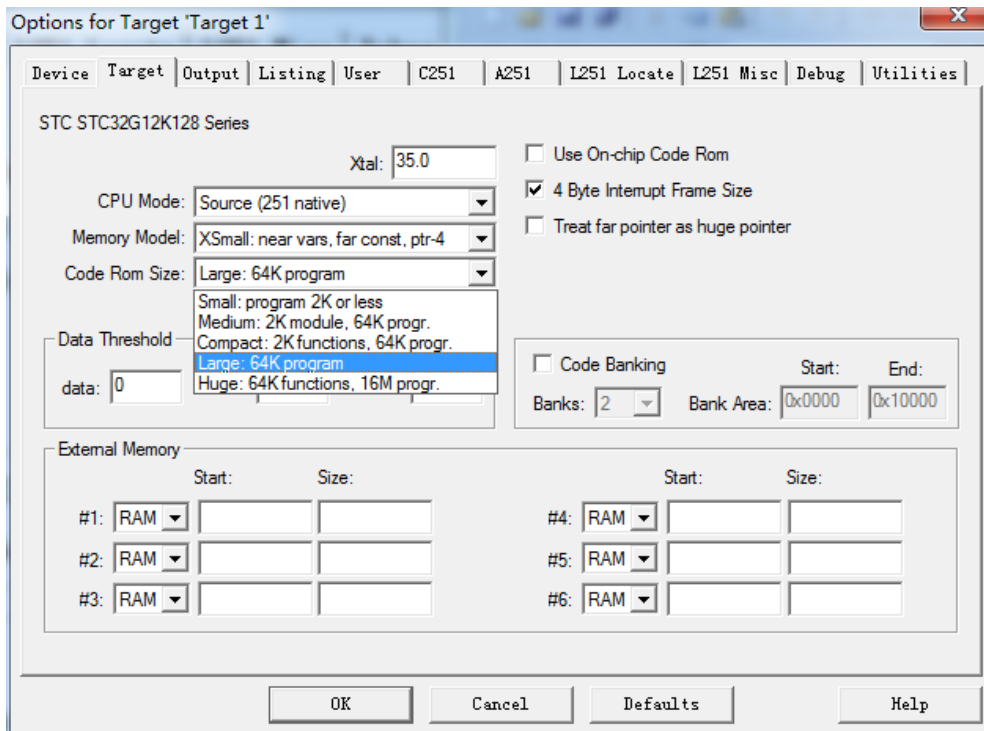 Options for Target 'Target 1'
Device Target Output Listing User C251 A251 L251 Locate L251 Misc Debug Utilities
STC STC32G12K128 Series
Xtal: 35.0
Use On-chip Code Rom
CPU Mode: Source (251 native)
4 Byte Interrupt Frame Size
Memory Model: XSmall: near vars, far const, ptr-4
Treat far pointer as huge pointer
Code Rom Size: Large: 64K program
Small: program 2K or less
Medium: 2K module, 64K progr.
Compact: 2K functions, 64K progr.
Large: 64K program
Huge: 64K functions, 16M progr.
Data Threshold
data: 0
Code Banking Start: End:
Banks: 2 Bank Area: 0x0000 0x10000
External Memory
Start: Size: Start: Size:
#1: RAM #4: RAM
#2: RAM #5: RAM
#3: RAM #6: RAM
OK Cancel Defaults Help